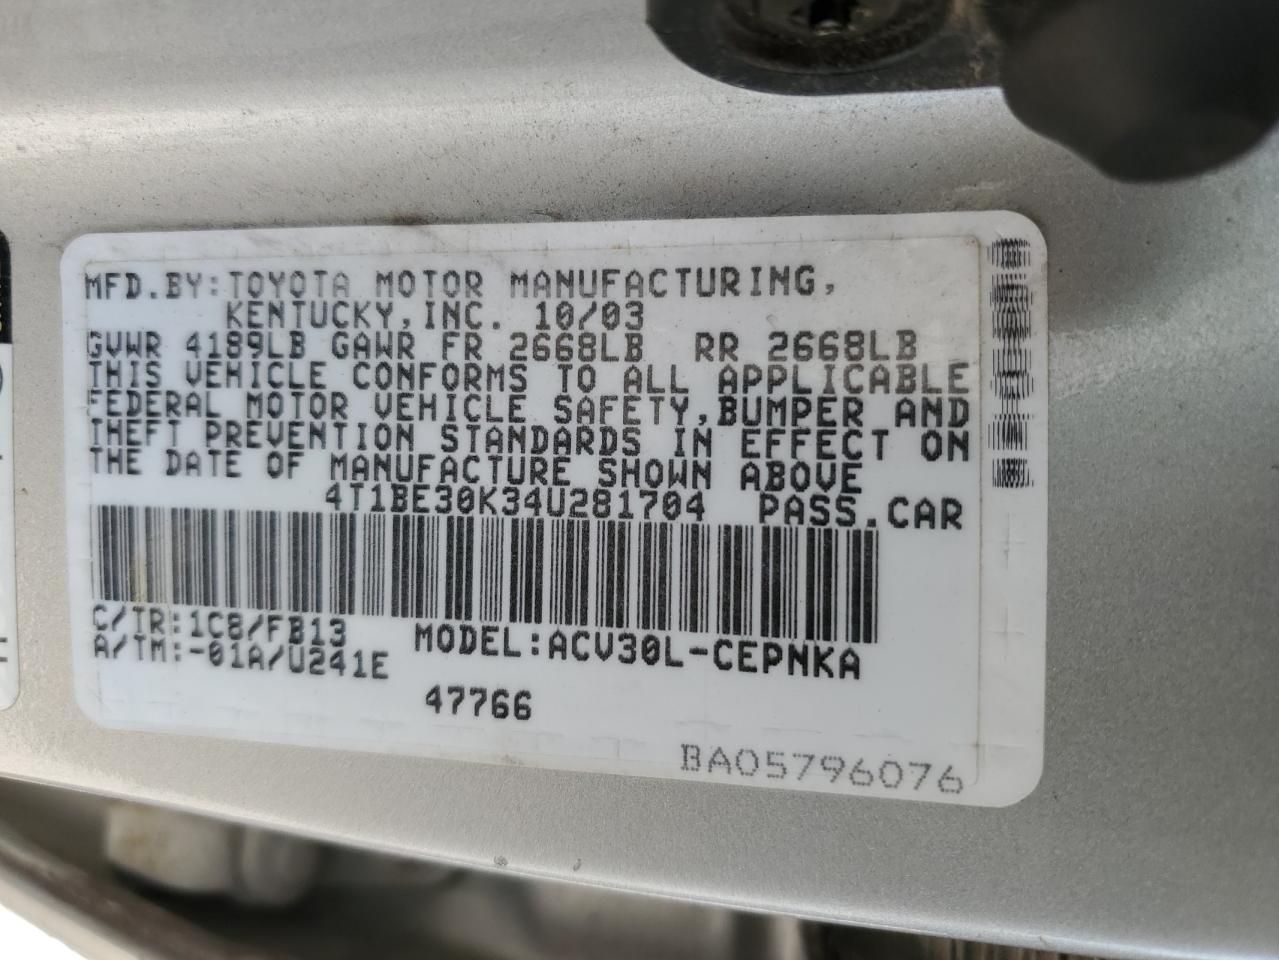 MFD.BY:TOYOTA MOTOR MANUFACTURING,
KENTUCKY,INC. 10/03
GVWR 4189LB GAWR FR 2668LB RR 2668LB
THIS VEHICLE CONFORMS TO ALL APPLICABLE
FEDERAL MOTOR VEHICLE SAFETY,BUMPER AND
THEFT PREVENTION STANDARDS IN EFFECT ON
THE DATE OF MANUFACTURE SHOWN ABOVE
4T1BE30K34U281704 PASS.CAR
C/TR:1C8/FB13
A/TM:-01A/U241E
MODEL:ACV30L-CEPNKA
47766
BA05796076